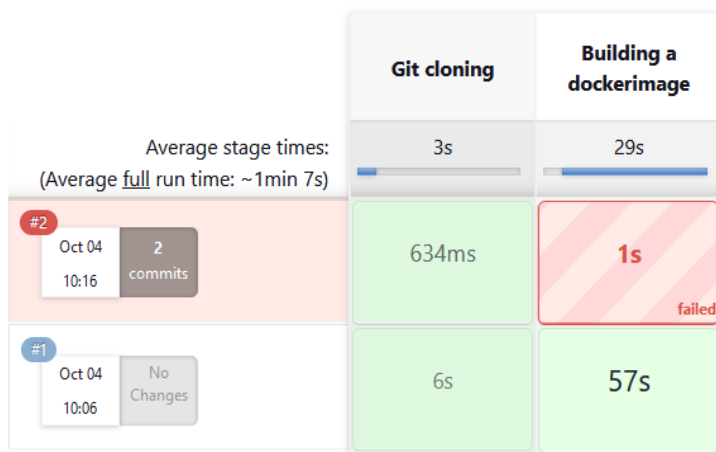 Git cloning
Building a
dockerimage
Average stage times:
3s
29s
(Average full run time: ~1min 7s)
#2
Oct 04
2
10:16
commits
634ms
1s
failed
#1
Oct 04
No
10:06
Changes
6s
57s